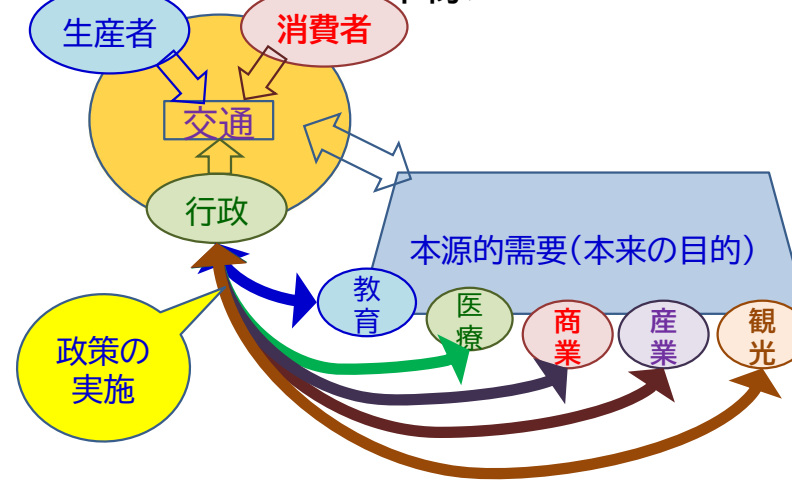 生産者
消費者
交通
行政
本源的需要(本来の目的)
教
育
医
療
商
業
産
業
観
光
政策の
実施